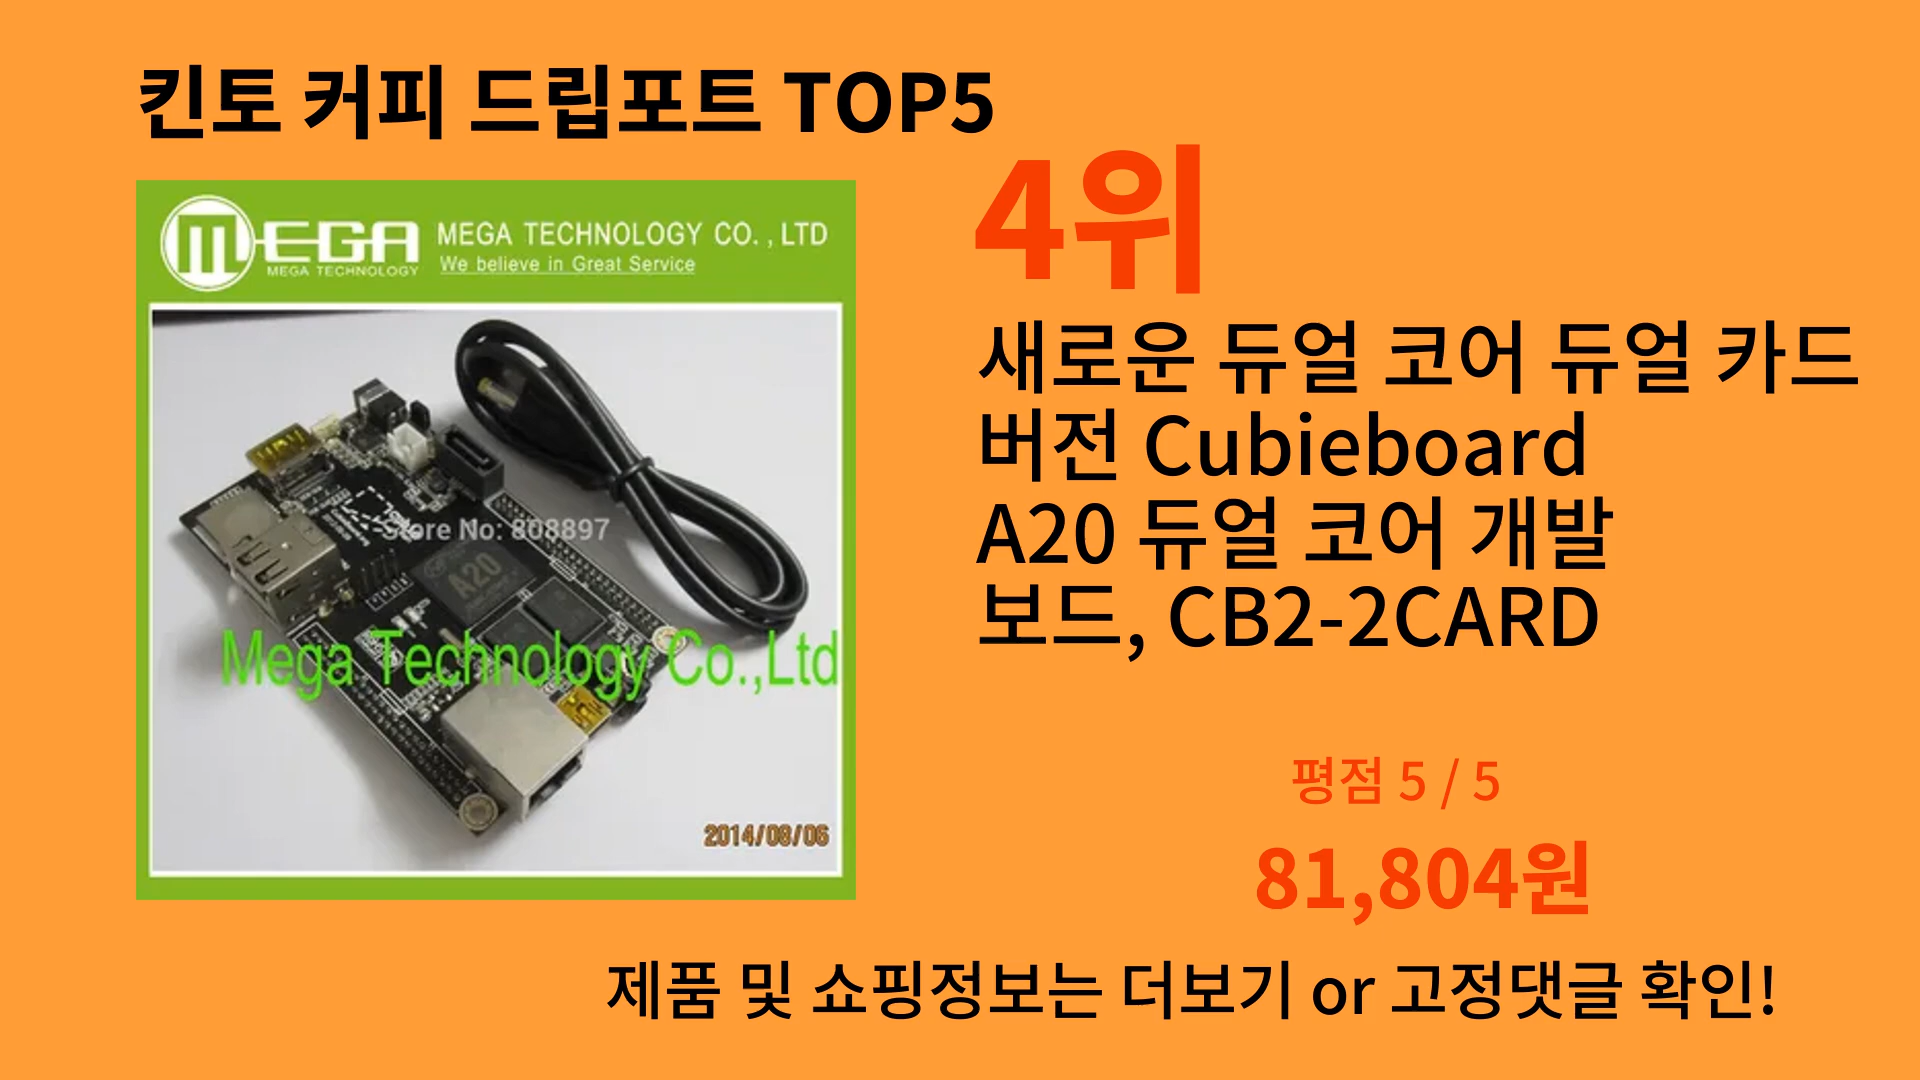 킨토 커피 드립포트 TOP5
4위
MEGA
MEGA TECHNOLOGY
MEGA TECHNOLOGY CO. , LTD
We believe in Great Service
Store No: 808897
A20
Mega Technology Co.,Ltd
2014/08/06
새로운 듀얼 코어 듀얼 카드
버전 Cubieboard
A20 듀얼 코어 개발
보드, CB2-2CARD
평점 5 / 5
81,804원
제품 및 쇼핑정보는 더보기 or 고정댓글 확인!